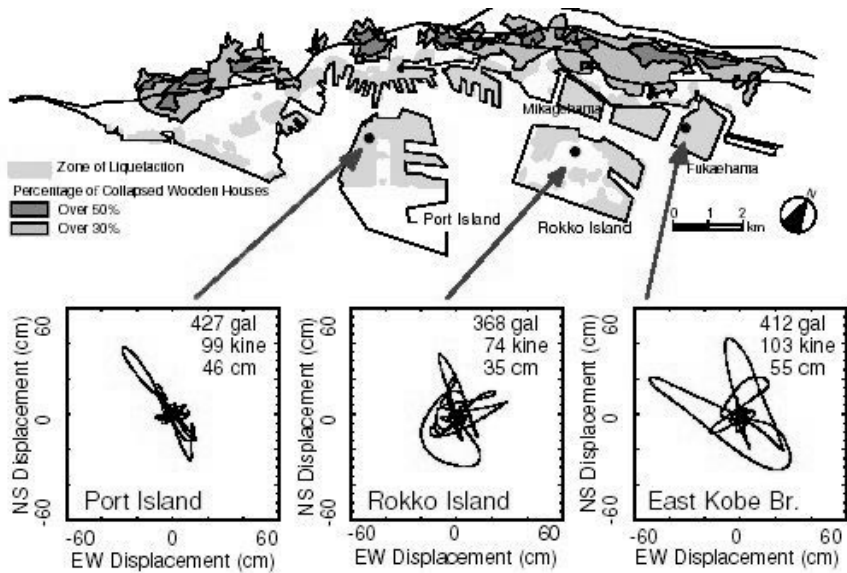 Mikagehama
Fukaehama
Zone of Liquefaction
Percentage of Collapsed Wooden Houses
Over 50%
Over 30%
Port Island
Rokko Island
N
0 1 2
km
NS Displacement (cm)
60
0
-60
427 gal
99 kine
46 cm
Port Island
-60 0 60
EW Displacement (cm)
NS Displacement (cm)
60
0
-60
368 gal
74 kine
35 cm
Rokko Island
-60 0 60
EW Displacement (cm)
NS Displacement (cm)
60
0
-60
412 gal
103 kine
55 cm
East Kobe Br.
-60 0 60
EW Displacement (cm)